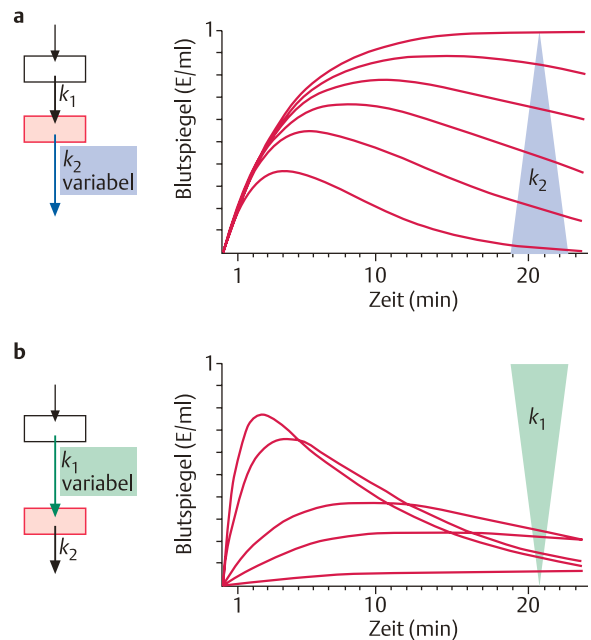 a
k1
k2
variabel
Blutspiegel (E/ml)
1
k2
1
10
20
Zeit (min)
b
k1
variabel
k2
Blutspiegel (E/ml)
1
k1
1
10
20
Zeit (min)